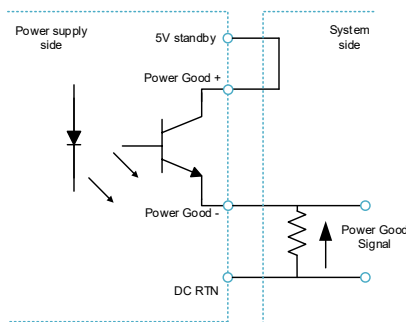 Power supply
side
5V standby
System
side
Power Good +
Power Good -
Power Good
Signal
DC RTN